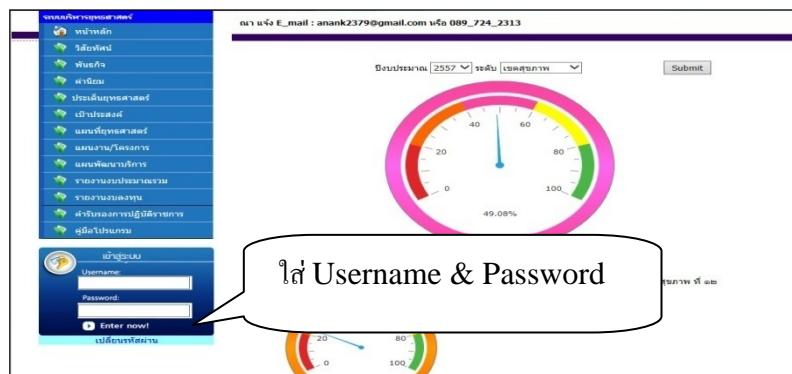 ระบบบริหารยุทธศาสตร์
หน้าหลัก
วิสัยทัศน์
พันธกิจ
ค่านิยม
ประเด็นยุทธศาสตร์
เป้าประสงค์
แผนที่ยุทธศาสตร์
แผนงาน/โครงการ
แผนพัฒนาบริการ
รายงานงบประมาณรวม
รายงานงบลงทุน
คำรับรองการปฏิบัติราชการ
คู่มือโปรแกรม
เข้าสู่ระบบ
Username:
Password:
Enter now!
เปลี่ยนรหัสผ่าน
ณา แจ้ง E_mail : anank2379@gmail.com หรือ 089_724_2313
ปีงบประมาณ 2557 ระดับ เขตสุขภาพ Submit
40 60
20 80
0 100
49.08%
ใส่ Username & Password
สุขภาพ ที่ ๑๒
20 80
0 100